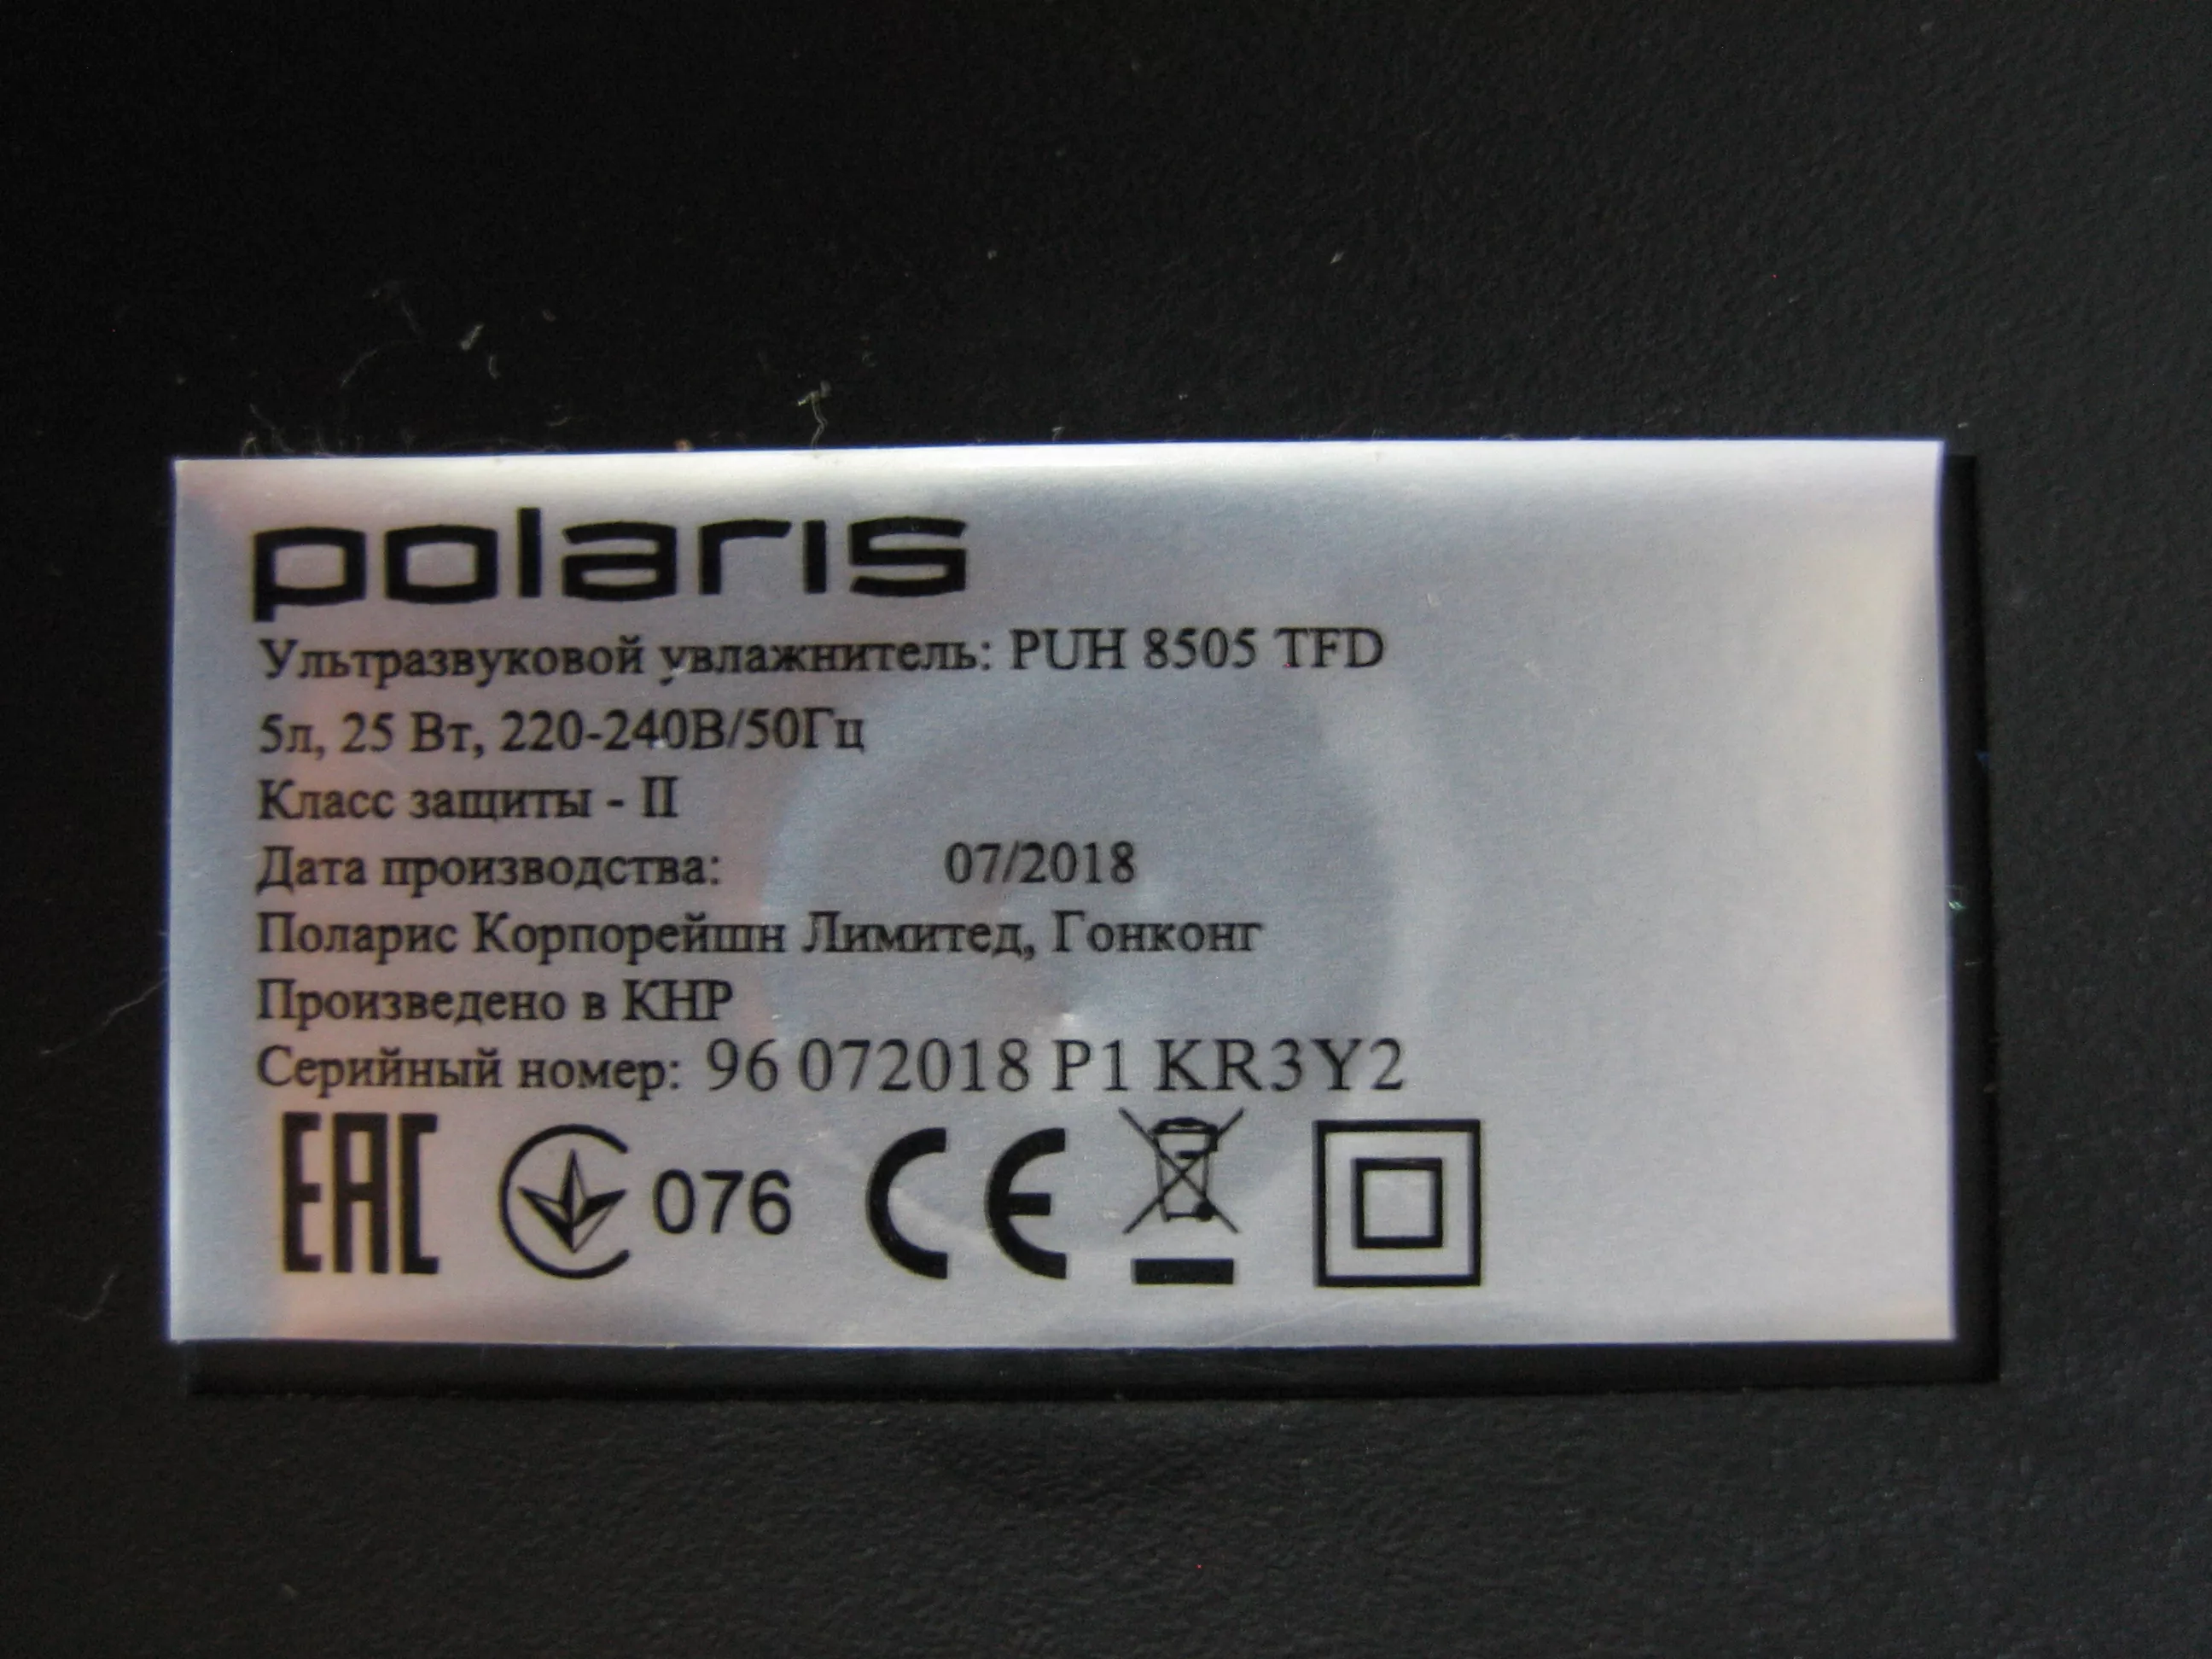 polaris
Ультразвуковой увлажнитель: PUH 8505 TFD
5л, 25 Вт, 220-240В/50Гц
Класс защиты - II
Дата производства: 07/2018
Поларис Корпорейшн Лимитед, Гонконг
Произведено в КНР
Серийный номер: 96 072018 P1 KR3Y2
EAC 076 CE